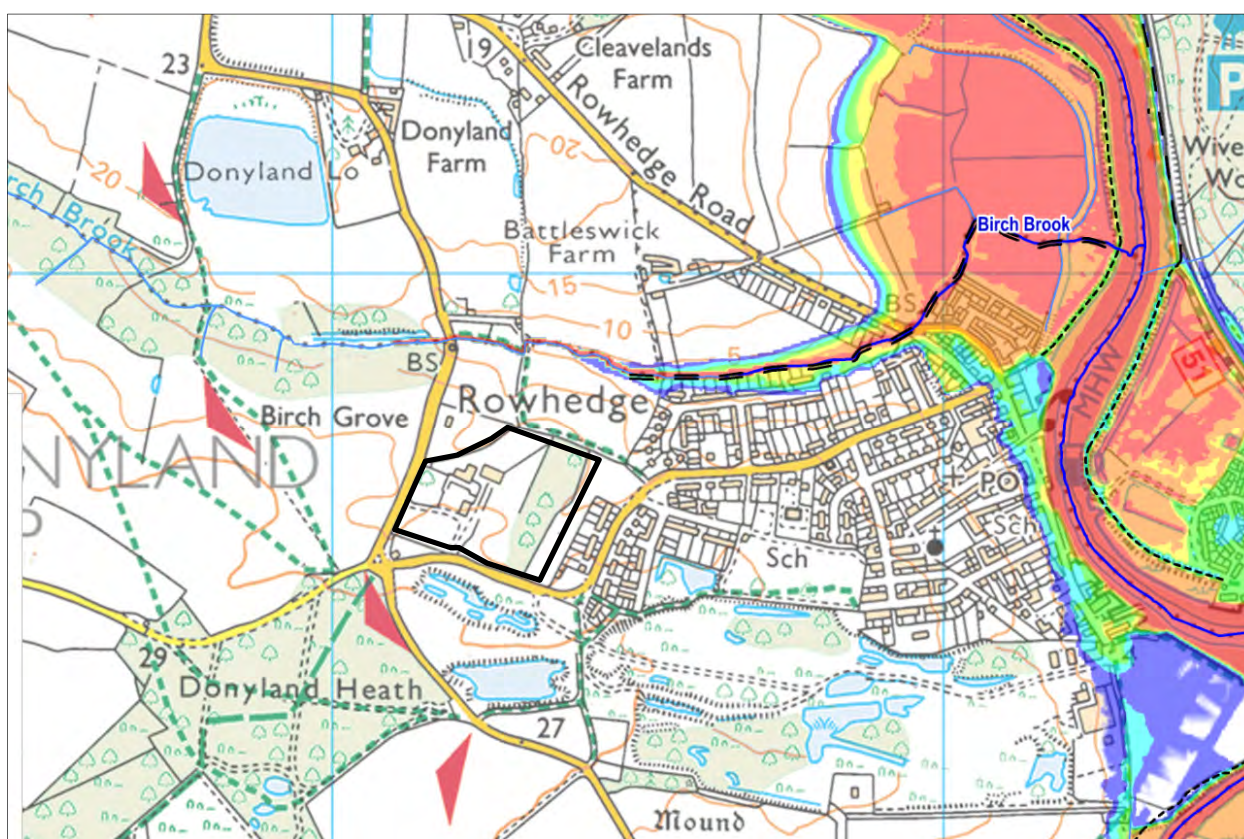 19
Cleavelands
Farm
23
Rowhedge Road
Donyland
Farm
20
Donyland Lo
P
Wive
Wo
20
rch Brook
Battleswick
Farm
Birch Brook
15
BS
10
5
BS
MHW
51
Rowhedge
Birch Grove
NYLAND
PO
Sch
Sch
29
Donyland Heath
27
Mound